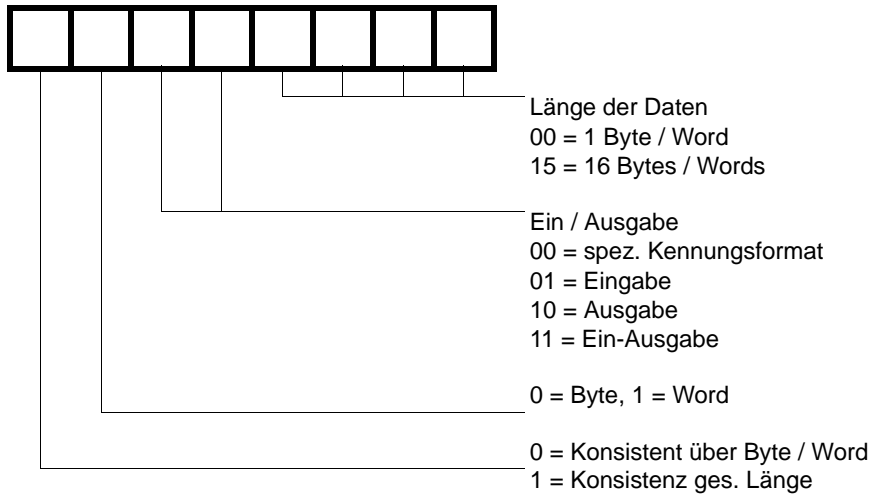 Länge der Daten
00 = 1 Byte / Word
15 = 16 Bytes / Words
Ein / Ausgabe
00 = spez. Kennungsformat
01 = Eingabe
10 = Ausgabe
11 = Ein-Ausgabe
0 = Byte, 1 = Word
0 = Konsistent über Byte / Word
1 = Konsistenz ges. Länge